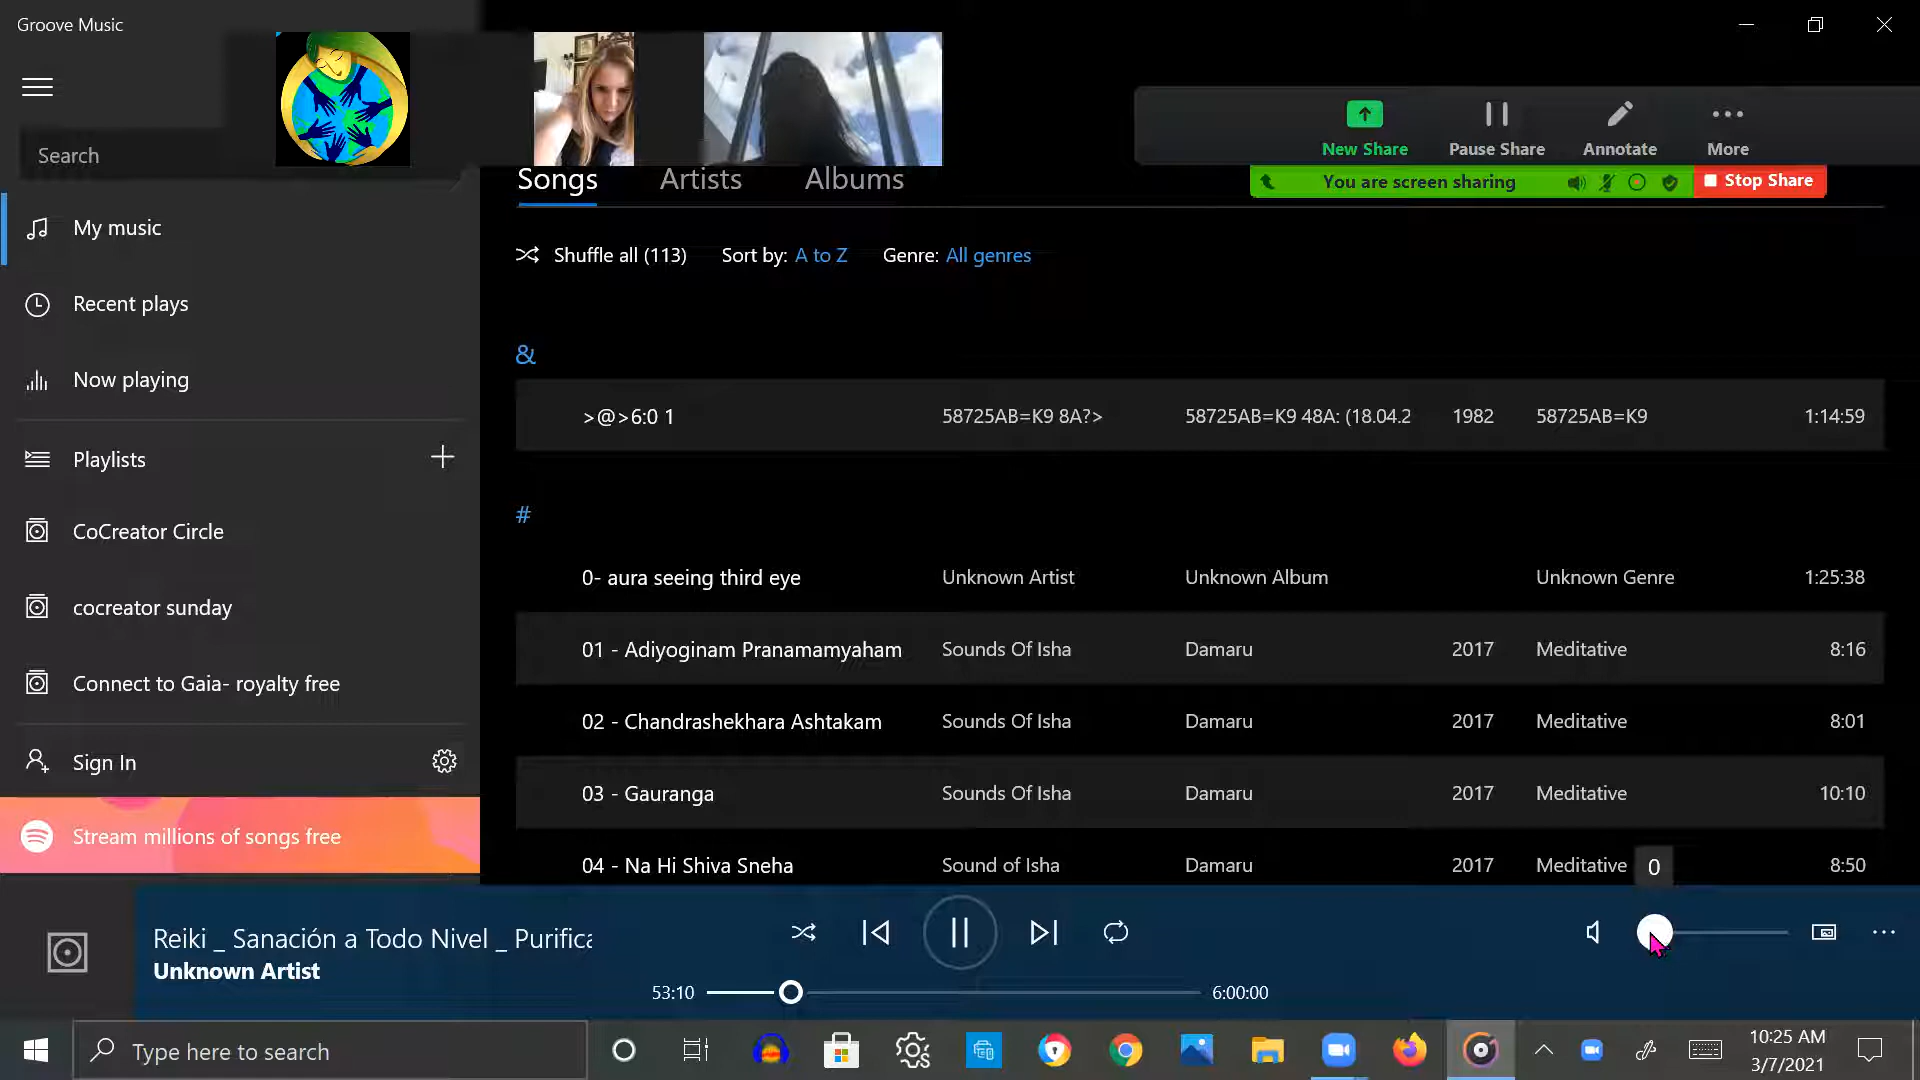 Groove Music
Search
My music
Recent plays
Now playing
Playlists
CoCreator Circle
cocreator sunday
Connect to Gaia- royalty free
Sign In
Stream millions of songs free
New Share Pause Share Annotate More
You are screen sharing Stop Share
Songs Artists Albums
Shuffle all (113) Sort by: A to Z Genre: All genres
&
>@>6:0 1 58725AB=K9 8A?> 58725AB=K9 48A: (18.04.2 1982 58725AB=K9 1:14:59
#
0- aura seeing third eye Unknown Artist Unknown Album Unknown Genre 1:25:38
01 - Adiyoginam Pranamamyaham Sounds Of Isha Damaru 2017 Meditative 8:16
02 - Chandrashekhara Ashtakam Sounds Of Isha Damaru 2017 Meditative 8:01
03 - Gauranga Sounds Of Isha Damaru 2017 Meditative 10:10
04 - Na Hi Shiva Sneha Sound of Isha Damaru 2017 Meditative 8:50
0
Reiki _ Sanación a Todo Nivel _ Purifica
Unknown Artist
53:10 6:00:00
Type here to search
10:25 AM
3/7/2021